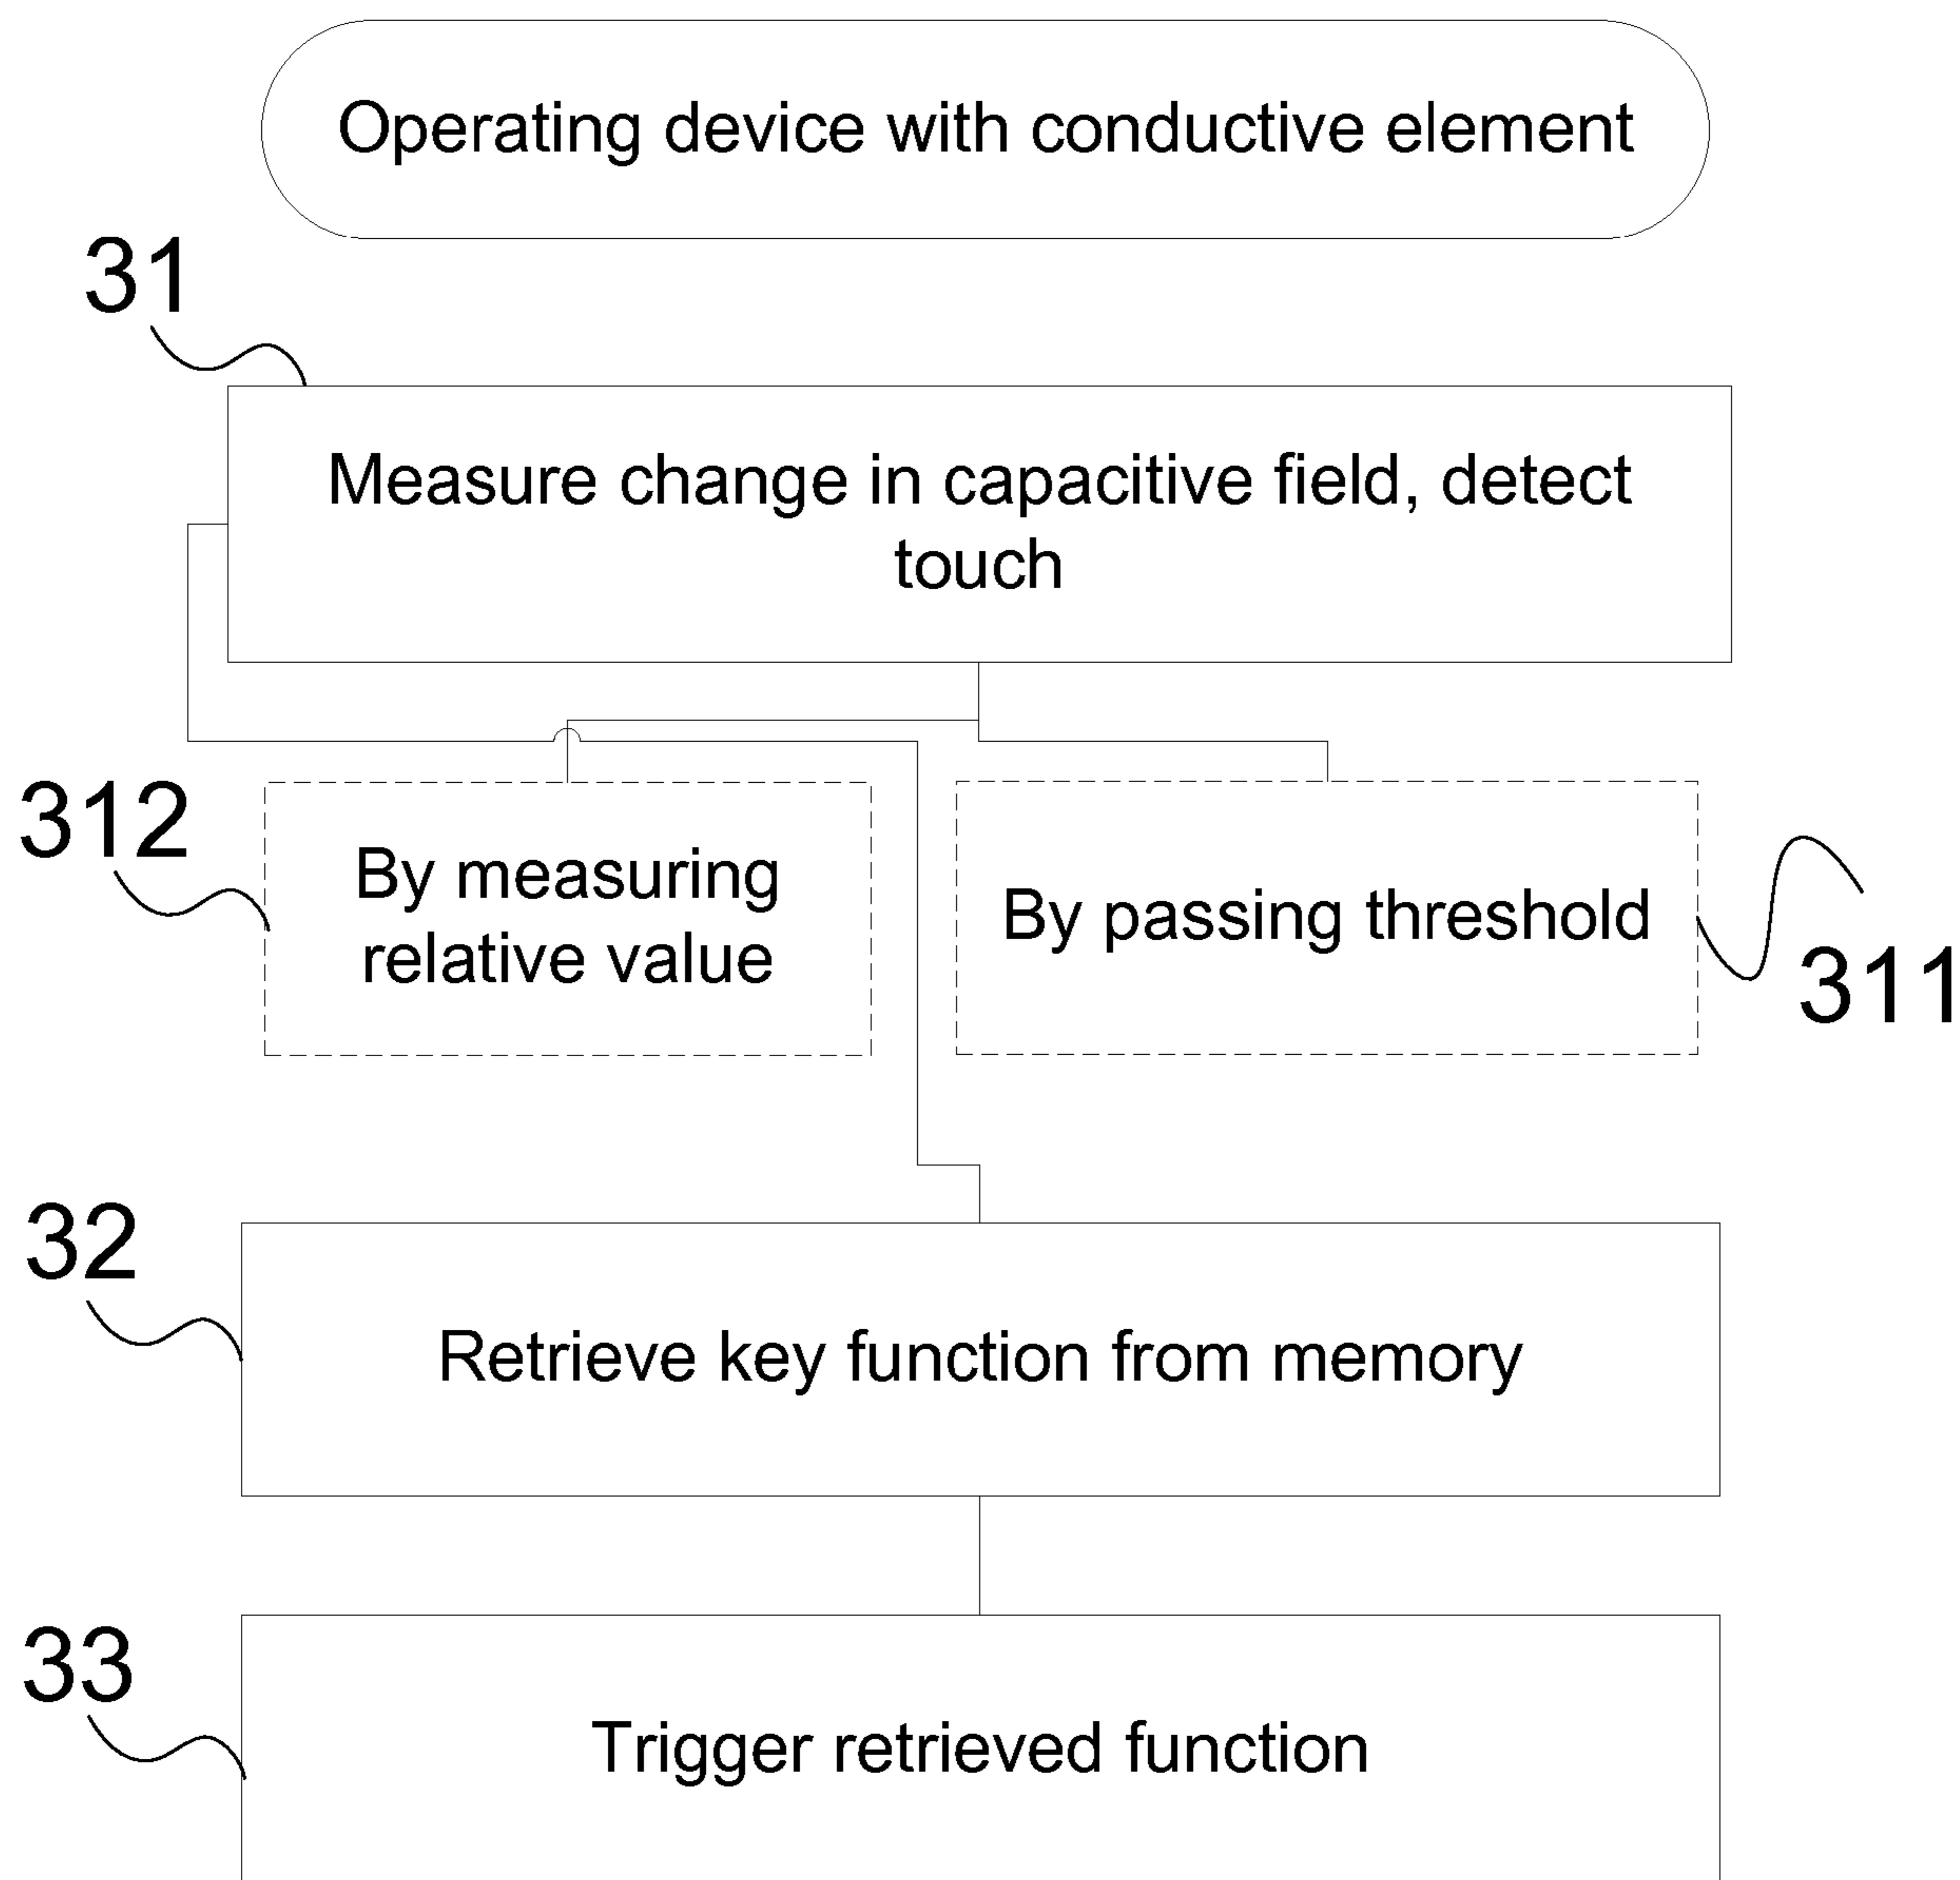 Operating device with conductive element
31
Measure change in capacitive field, detect
touch
312
By measuring
relative value
By passing threshold
311
32
Retrieve key function from memory
33
Trigger retrieved function